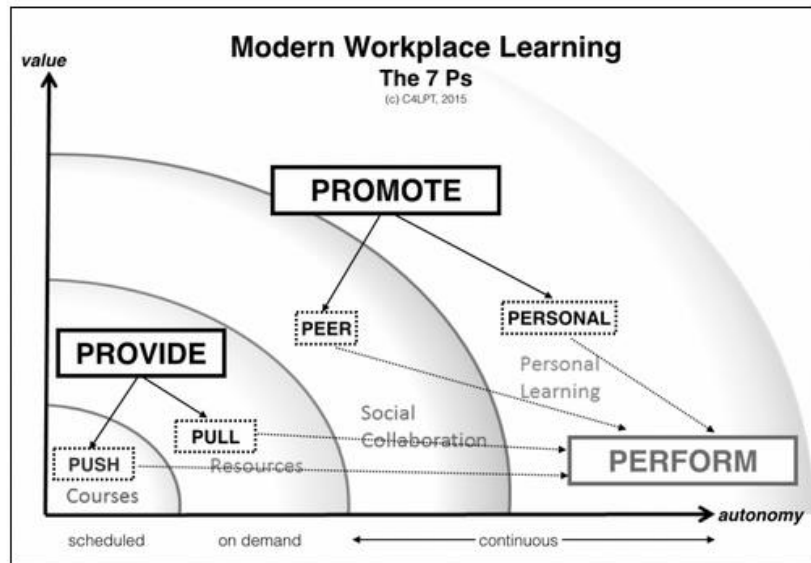 Modern Workplace Learning
The 7 Ps
(c) C4LPT, 2015
value
PROMOTE
PEER
PERSONAL
PROVIDE
Personal
Learning
Social
Collaboration
PULL
Resources
PUSH
Courses
PERFORM
autonomy
scheduled
on demand
continuous